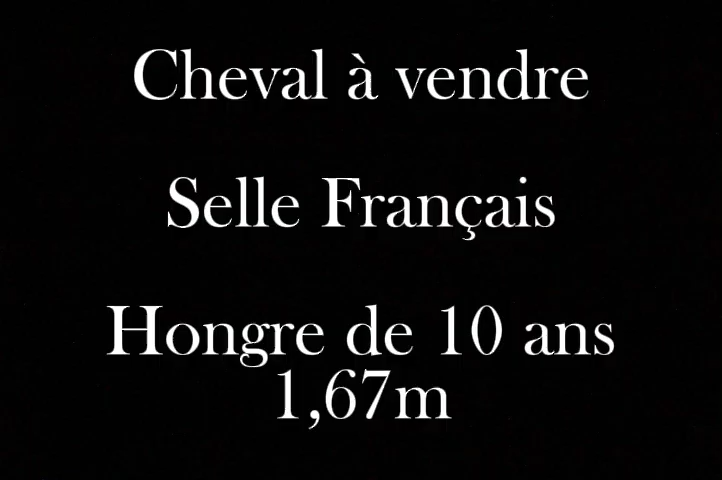 Cheval à vendre
Selle Français
Hongre de 10 ans
1,67m